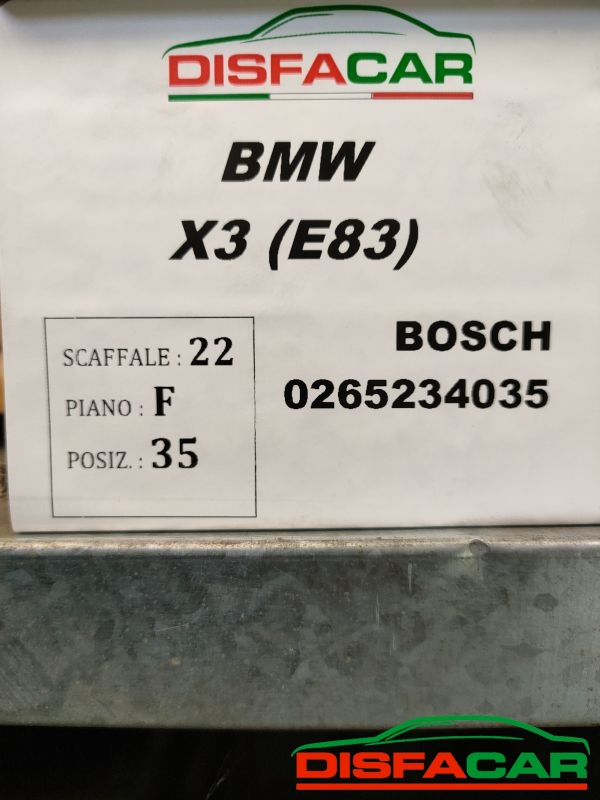 DISFACAR
BMW
X3 (E83)
SCAFFALE : 22
PIANO : F
POSIZ. : 35
BOSCH
0265234035
DISFACAR